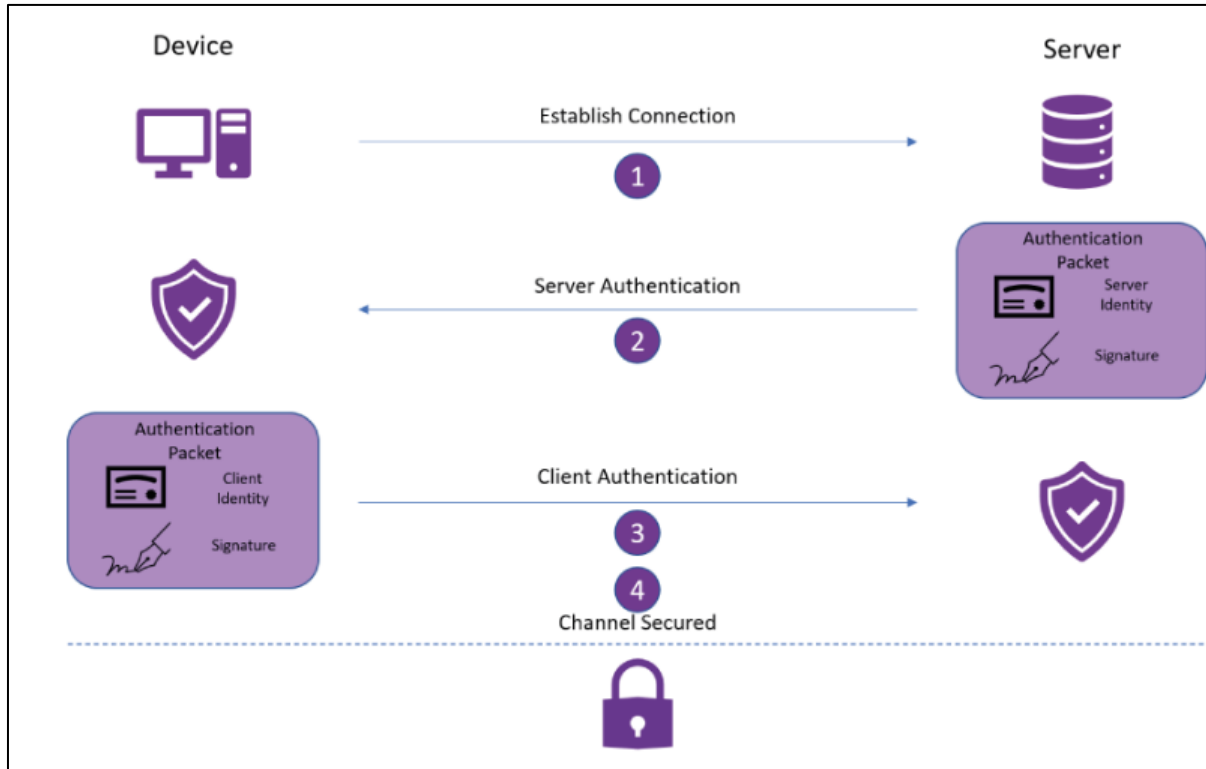 Device
Server
Establish Connection
1
Authentication
Packet
Server
Identity
Signature
Server Authentication
2
Authentication
Packet
Client
Identity
Signature
Client Authentication
3
4
Channel Secured